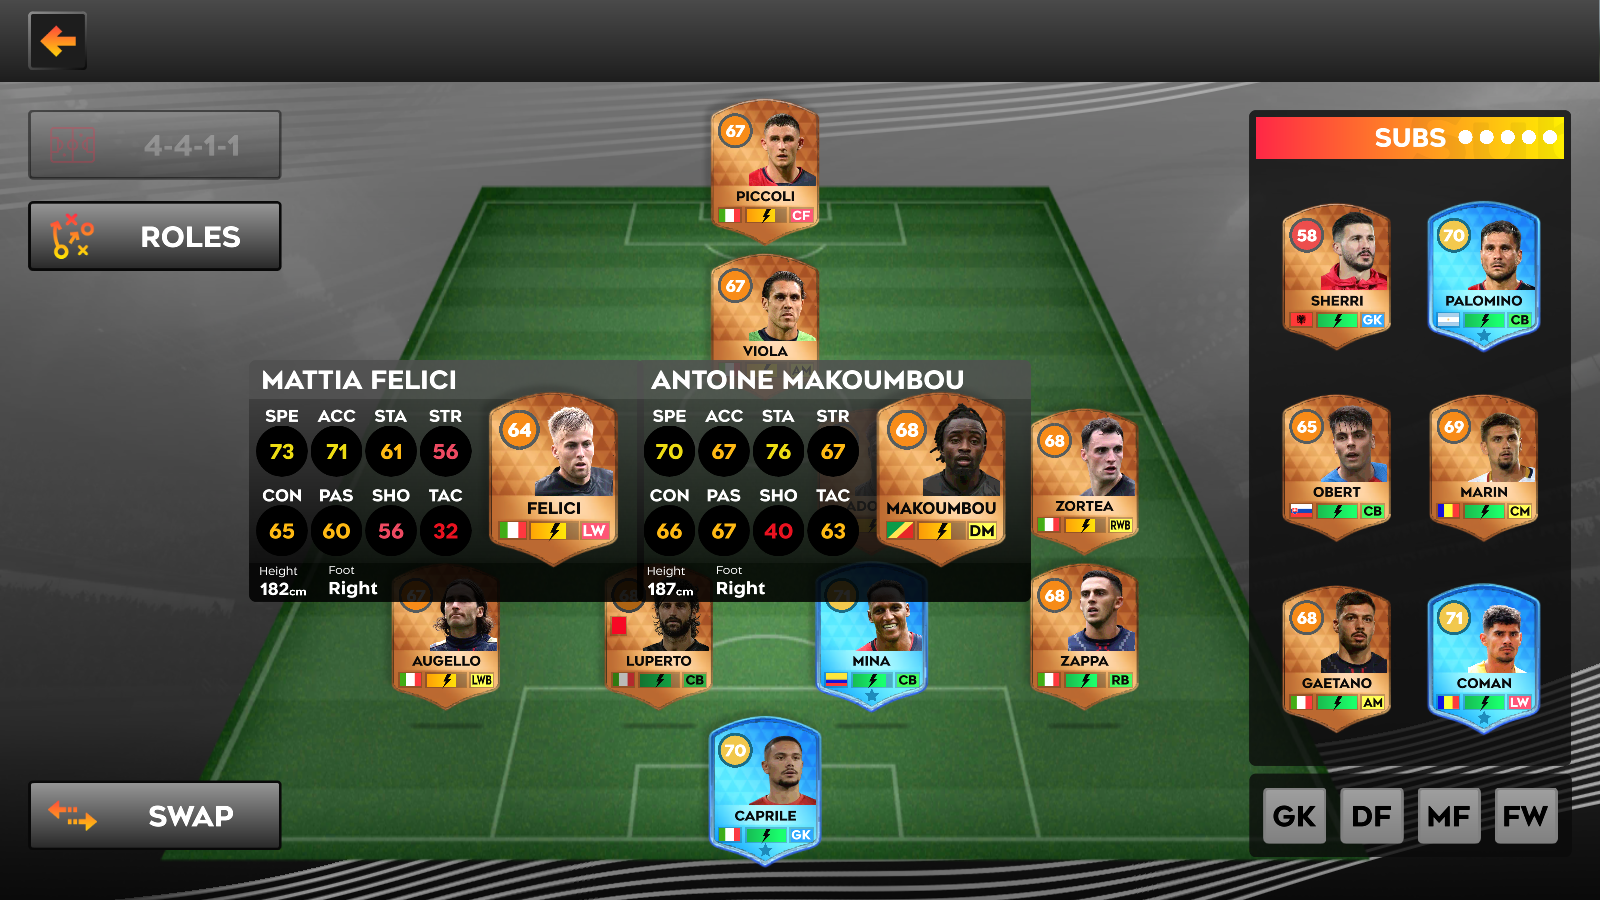 4-4-1-1
ROLES
SWAP
67
PICCOLI
CF
67
VIOLA
MATTIA FELICI
SPE ACC STA STR
73 71 61 56
CON PAS SHO TAC
65 60 56 32
Height Foot
182cm Right
64
FELICI
LW
ANTOINE MAKOUMBOU
SPE ACC STA STR
70 67 76 67
CON PAS SHO TAC
66 67 40 63
Height Foot
187cm Right
68
MAKOUMBOU
DM
68
ZORTEA
RWB
67
AUGELLO
LWB
68
LUPERTO
CB
71
MINA
CB
68
ZAPPA
RB
70
CAPRILE
GK
SUBS
58
SHERRI
GK
70
PALOMINO
CB
65
OBERT
CB
69
MARIN
CM
68
GAETANO
AM
71
COMAN
LW
GK DF MF FW